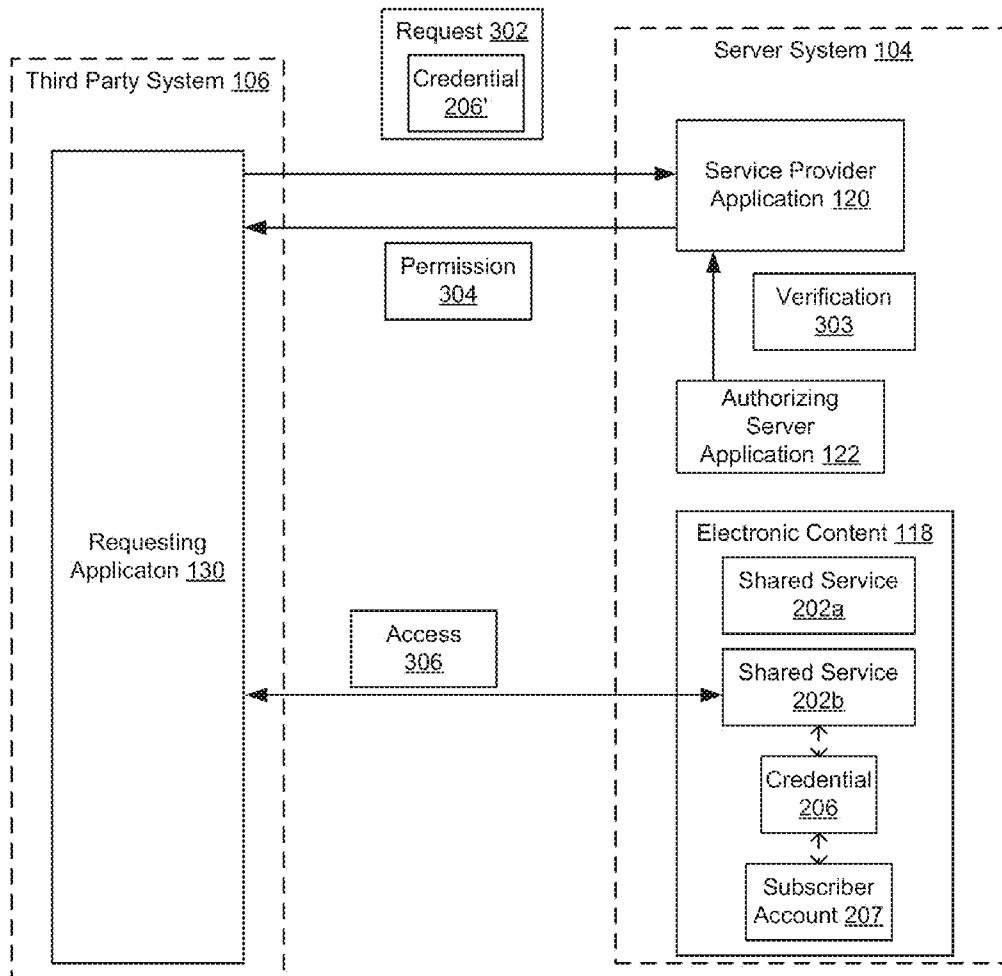 Request 302
Credential
206'
Server System 104
Third Party System 106
Service Provider
Application 120
Permission
304
Verification
303
Authorizing
Server
Application 122
Requesting
Applicaton 130
Electronic Content 118
Shared Service
202a
Access
306
Shared Service
202b
Credential
206
Subscriber
Account 207